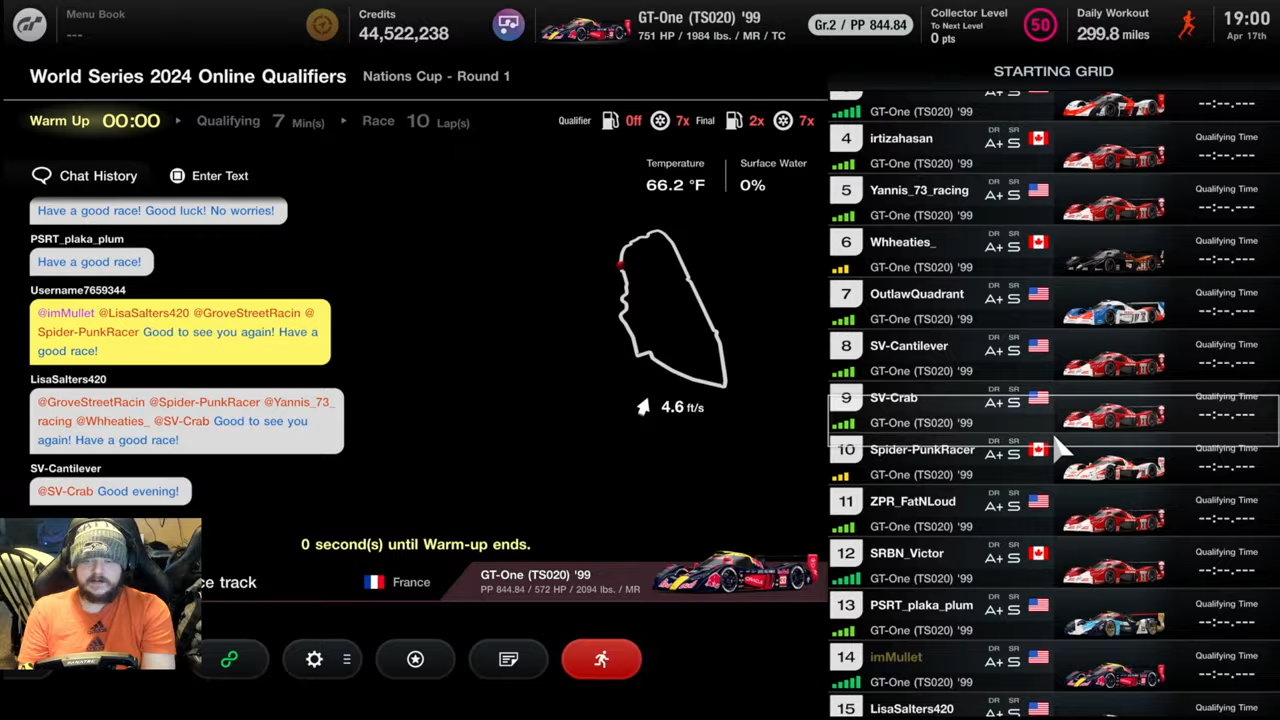 Menu Book
---
Credits
44,522,238
GT-One (TS020) '99
751 HP / 1984 lbs. / MR / TC
Gr.2 / PP 844.84
Collector Level
To Next Level
0 pts
50
Daily Workout
299.8 miles
19:00
Apr 17th
World Series 2024 Online Qualifiers
Nations Cup - Round 1
Warm Up 00:00 Qualifying 7 Min(s) Race 10 Lap(s)
Qualifier Off 7x Final 2x 7x
Temperature
66.2 °F
Surface Water
0%
Chat History
Enter Text
Have a good race! Good luck! No worries!
PSRT_plaka_plum
Have a good race!
Username7659344
@imMullet @LisaSalters420 @GroveStreetRacin @
Spider-PunkRacer Good to see you again! Have a
good race!
LisaSalters420
@GroveStreetRacin @Spider-PunkRacer @Yannis_73_
racing @Whheaties_ @SV-Crab Good to see you
again! Have a good race!
SV-Cantilever
@SV-Crab Good evening!
4.6 ft/s
0 second(s) until Warm-up ends.
ce track
France
GT-One (TS020) '99
PP 844.84 / 572 HP / 2094 lbs. / MR
STARTING GRID
A+ S
GT-One (TS020) '99
--:--.---
4 irtizahasan DR A+ SR S Qualifying Time
GT-One (TS020) '99 --:--.---
5 Yannis_73_racing DR A+ SR S Qualifying Time
GT-One (TS020) '99 --:--.---
6 Whheaties_ DR A+ SR S Qualifying Time
GT-One (TS020) '99 --:--.---
7 OutlawQuadrant DR A+ SR S Qualifying Time
GT-One (TS020) '99 --:--.---
8 SV-Cantilever DR A+ SR S Qualifying Time
GT-One (TS020) '99 --:--.---
9 SV-Crab DR A+ SR S Qualifying Time
GT-One (TS020) '99 --:--.---
10 Spider-PunkRacer DR A+ SR S Qualifying Time
GT-One (TS020) '99 --:--.---
11 ZPR_FatNLoud DR A+ SR S Qualifying Time
GT-One (TS020) '99 --:--.---
12 SRBN_Victor DR A+ SR S Qualifying Time
GT-One (TS020) '99 --:--.---
13 PSRT_plaka_plum DR A+ SR S Qualifying Time
GT-One (TS020) '99 --:--.---
14 imMullet DR A+ SR S Qualifying Time
GT-One (TS020) '99 --:--.---
15 LisaSalters420 DR A+ SR S Qualifying Time